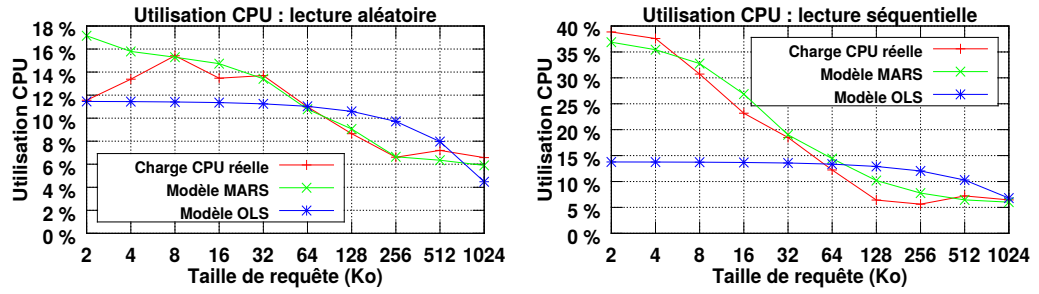 Utilisation CPU : lecture aléatoire
Utilisation CPU
18 %
16 %
14 %
12 %
10 %
8 %
6 %
4 %
2 %
0 %
Charge CPU réelle
Modèle MARS
Modèle OLS
2 4 8 16 32 64 128 256 512 1024
Taille de requête (Ko)
Utilisation CPU : lecture séquentielle
Utilisation CPU
40 %
35 %
30 %
25 %
20 %
15 %
10 %
5 %
0 %
Charge CPU réelle
Modèle MARS
Modèle OLS
2 4 8 16 32 64 128 256 512 1024
Taille de requête (Ko)